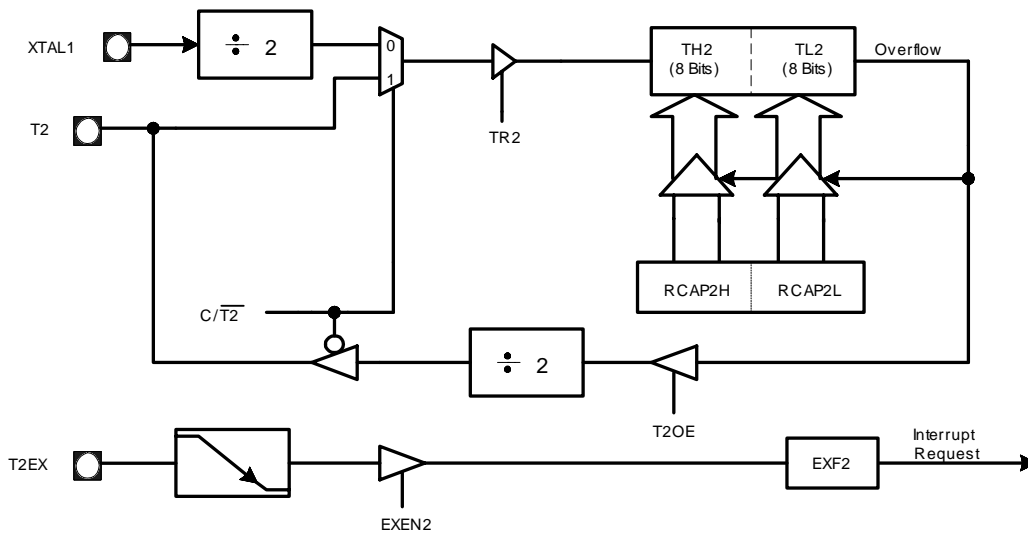 XTAL1
÷ 2
0
1
T2
TR2
TH2
(8 Bits)
TL2
(8 Bits)
Overflow
RCAP2H
RCAP2L
C/T2̅
÷ 2
T2OE
T2EX
EXEN2
EXF2
Interrupt
Request